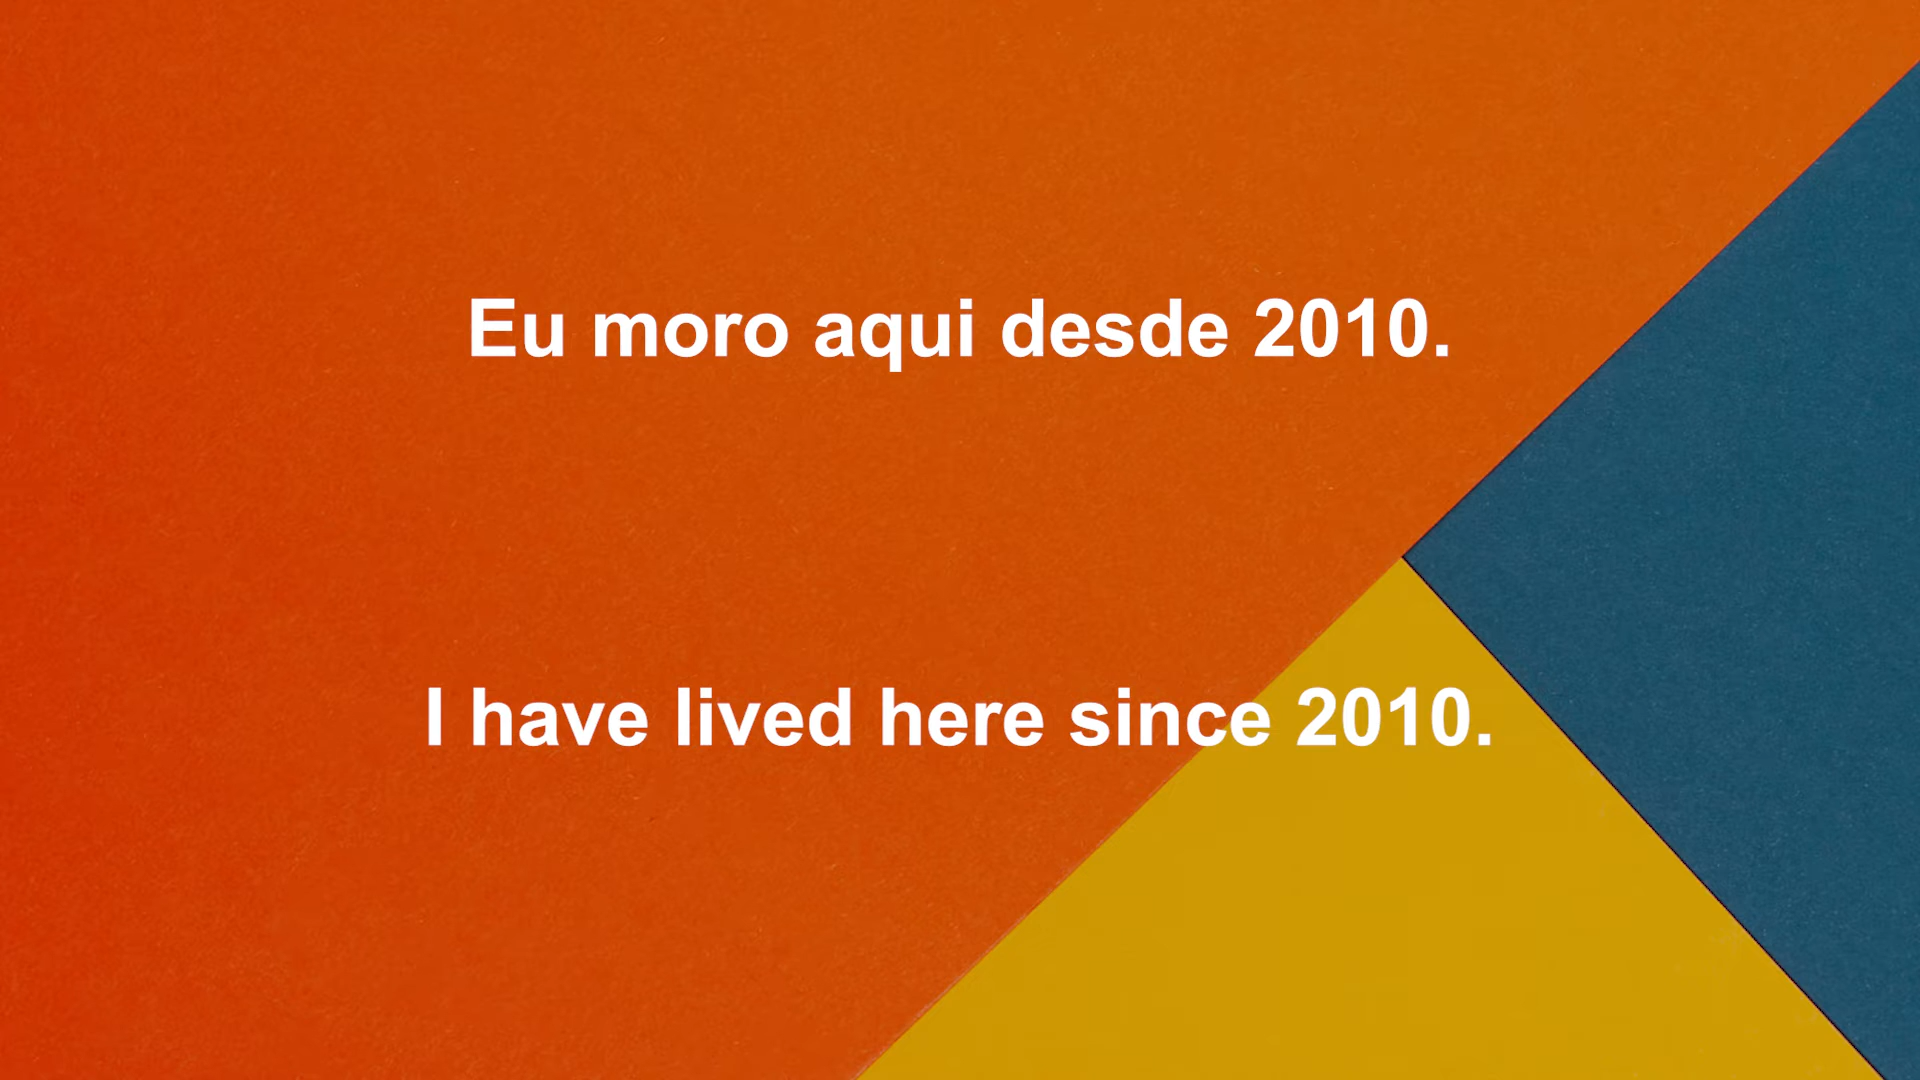 Eu moro aqui desde 2010.
I have lived here since 2010.